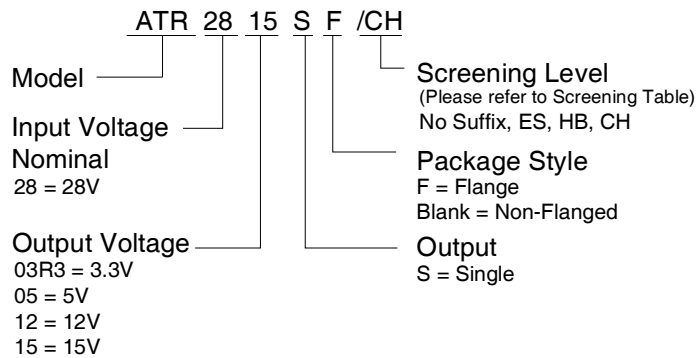 ATR 28 15 S F /CH
Model
Input Voltage
Nominal
28 = 28V
Output Voltage
03R3 = 3.3V
05 = 5V
12 = 12V
15 = 15V
Screening Level
(Please refer to Screening Table)
No Suffix, ES, HB, CH
Package Style
F = Flange
Blank = Non-Flanged
Output
S = Single